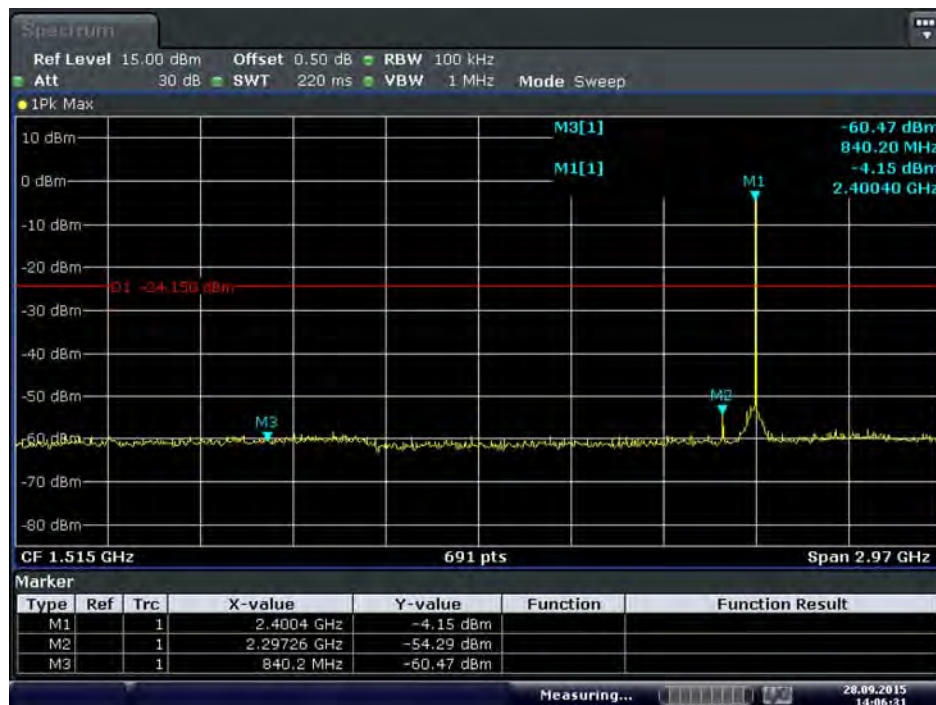 Spectrum
Ref Level 15.00 dBm Offset 0.50 dB RBW 100 kHz
Att 30 dB SWT 220 ms VBW 1 MHz Mode Sweep
1Pk Max
M3[1] -60.47 dBm
840.20 MHz
M1[1] -4.15 dBm
2.40040 GHz
10 dBm
0 dBm
M1
-10 dBm
-20 dBm
D1 -24.150 dBm
-30 dBm
-40 dBm
-50 dBm
M2
M3
-60 dBm
-70 dBm
-80 dBm
CF 1.515 GHz 691 pts Span 2.97 GHz
Marker
Type Ref Trc X-value Y-value Function Function Result
M1 1 2.4004 GHz -4.15 dBm
M2 1 2.29726 GHz -54.29 dBm
M3 1 840.2 MHz -60.47 dBm
Measuring... 28.09.2015
14:06:31